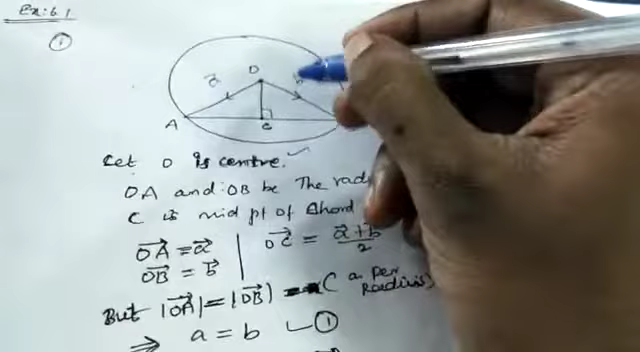 Ex: 6.1
①
O
a⃗
b
A
C
Let O is centre.
OA and OB be The
C is mid pt of chord
OA⃗ = a⃗ | OC⃗ = (a⃗ + b⃗)/2
OB⃗ = b⃗
But |OA⃗| = |OB⃗| (as per radius)
⇒ a = b —①